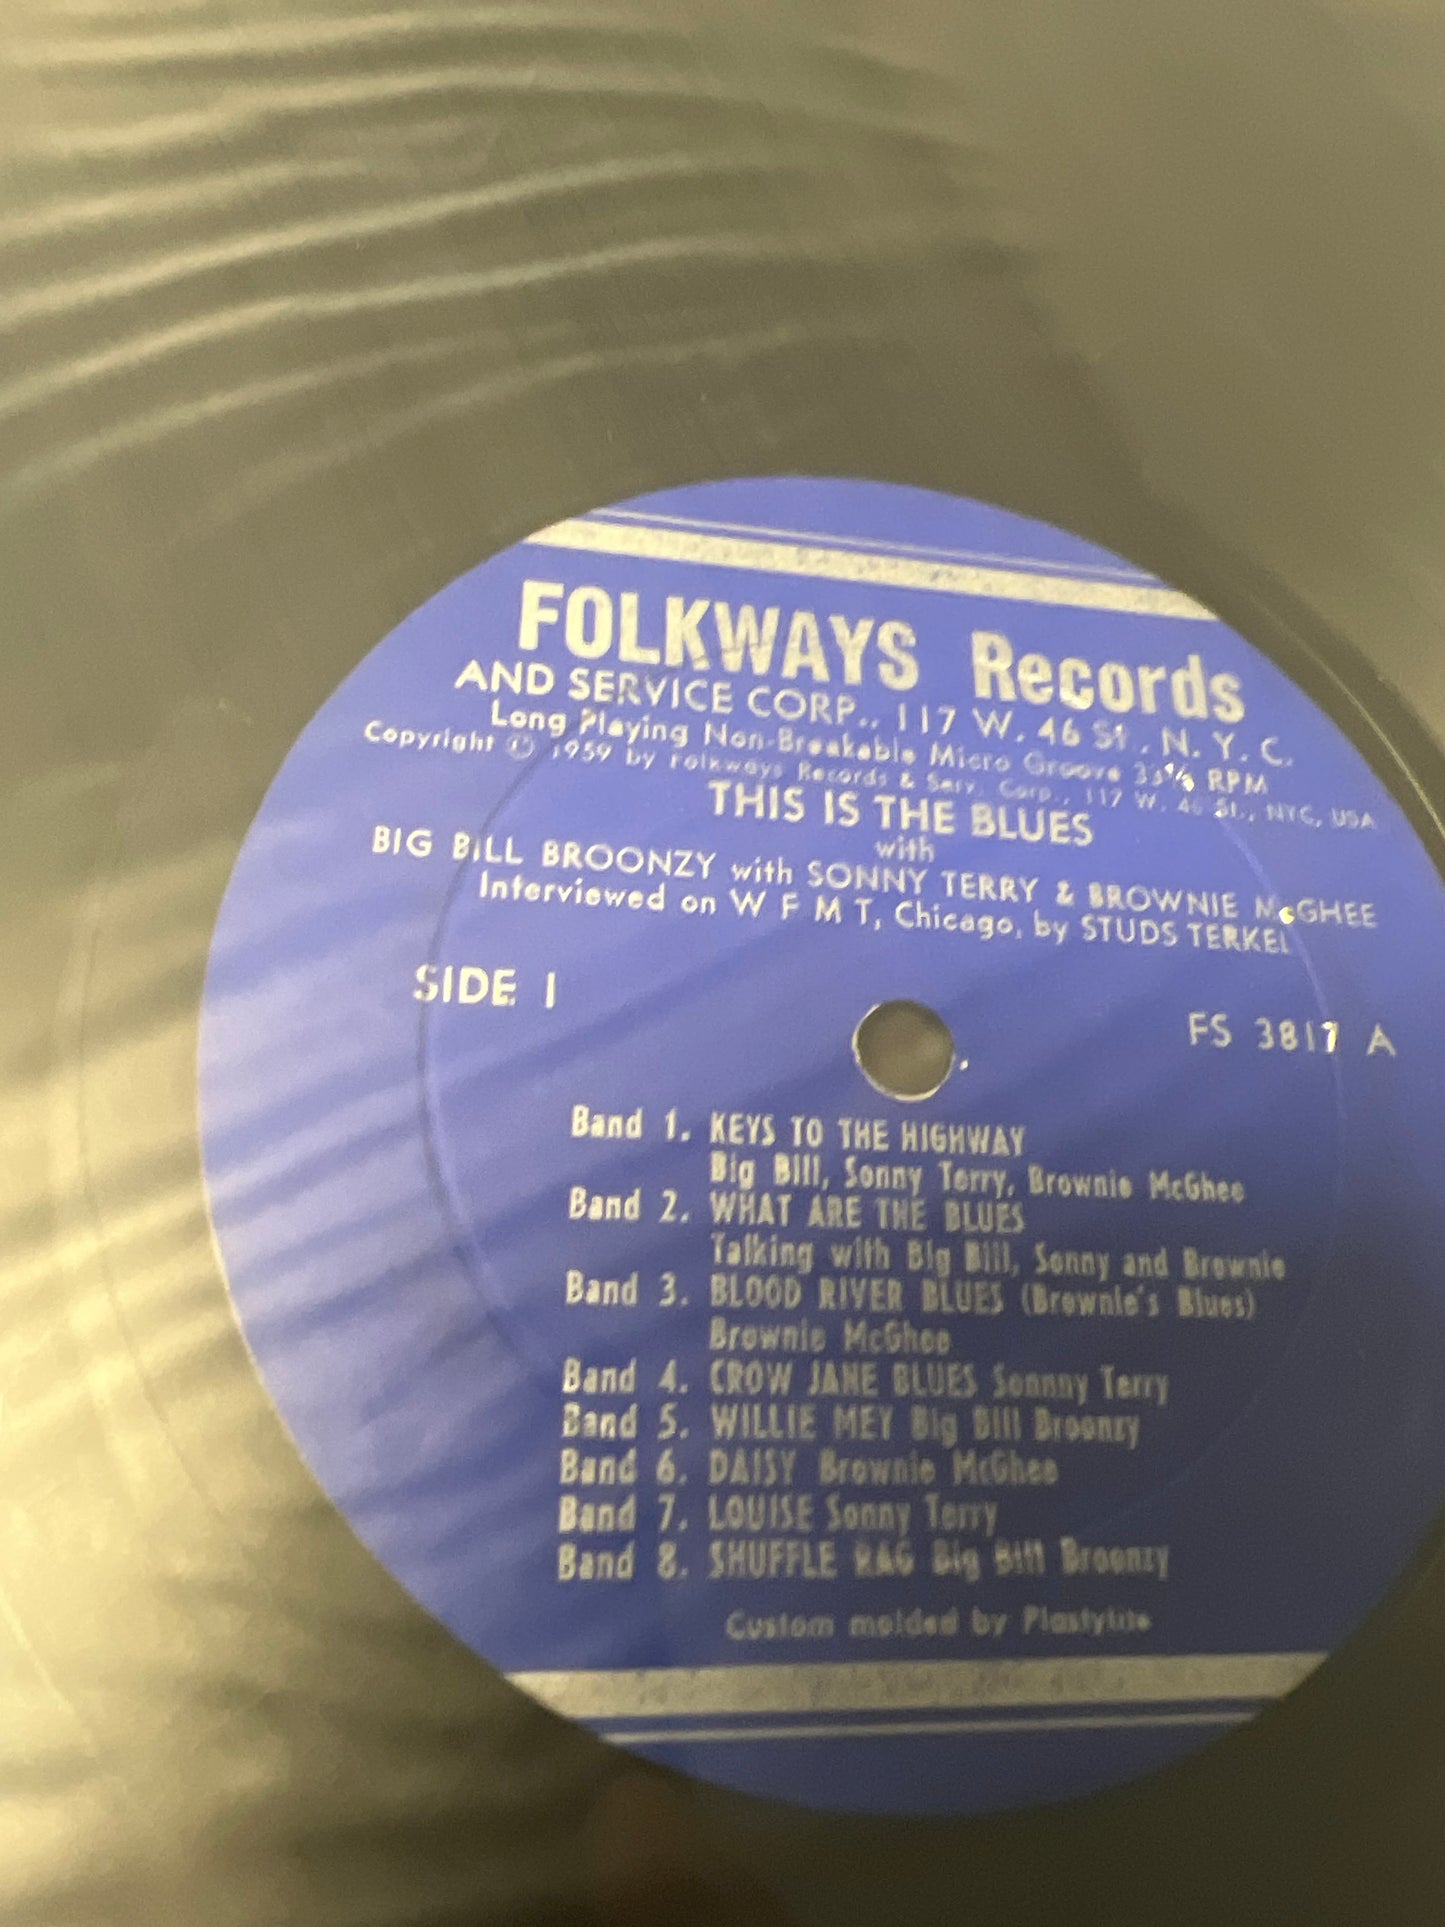 FOLKWAYS Records
AND SERVICE CORP., 117 W. 46 St., N. Y. C.
Long Playing Non-Breakable Micro Groove 33⅓ RPM
Copyright © 1959 by Folkways Records & Serv. Corp., 117 W. 46 St., NYC, USA
THIS IS THE BLUES
with
BIG BILL BROONZY with SONNY TERRY & BROWNIE McGHEE
Interviewed on W F M T, Chicago, by STUDS TERKEL
SIDE I
FS 3817 A
Band 1. KEYS TO THE HIGHWAY
Big Bill, Sonny Terry, Brownie McGhee
Band 2. WHAT ARE THE BLUES
Talking with Big Bill, Sonny and Brownie
Band 3. BLOOD RIVER BLUES (Brownie's Blues)
Brownie McGhee
Band 4. CROW JANE BLUES Sonnny Terry
Band 5. WILLIE MEY Big Bill Broonzy
Band 6. DAISY Brownie McGhee
Band 7. LOUISE Sonny Terry
Band 8. SHUFFLE RAG Big Bill Broonzy
Custom molded by Plastylite